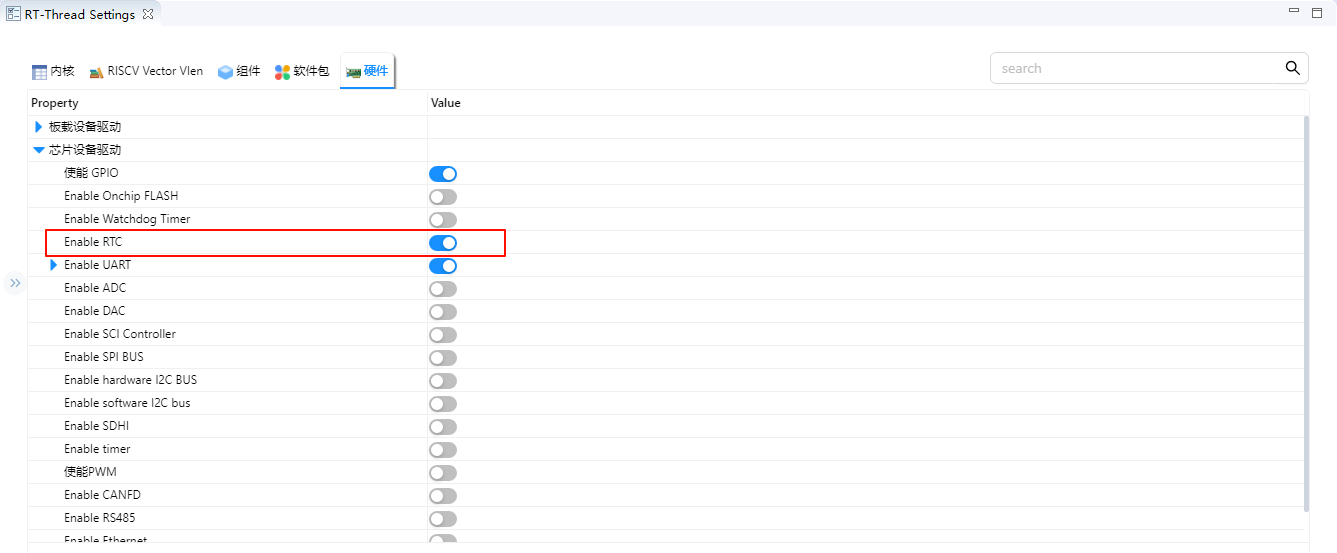 RT-Thread Settings
内核 RISCV Vector Vlen 组件 软件包 硬件 search
Property Value
板载设备驱动
芯片设备驱动
使能 GPIO
Enable Onchip FLASH
Enable Watchdog Timer
Enable RTC
Enable UART
Enable ADC
Enable DAC
Enable SCI Controller
Enable SPI BUS
Enable hardware I2C BUS
Enable software I2C bus
Enable SDHI
Enable timer
使能PWM
Enable CANFD
Enable RS485
Enable Ethernet